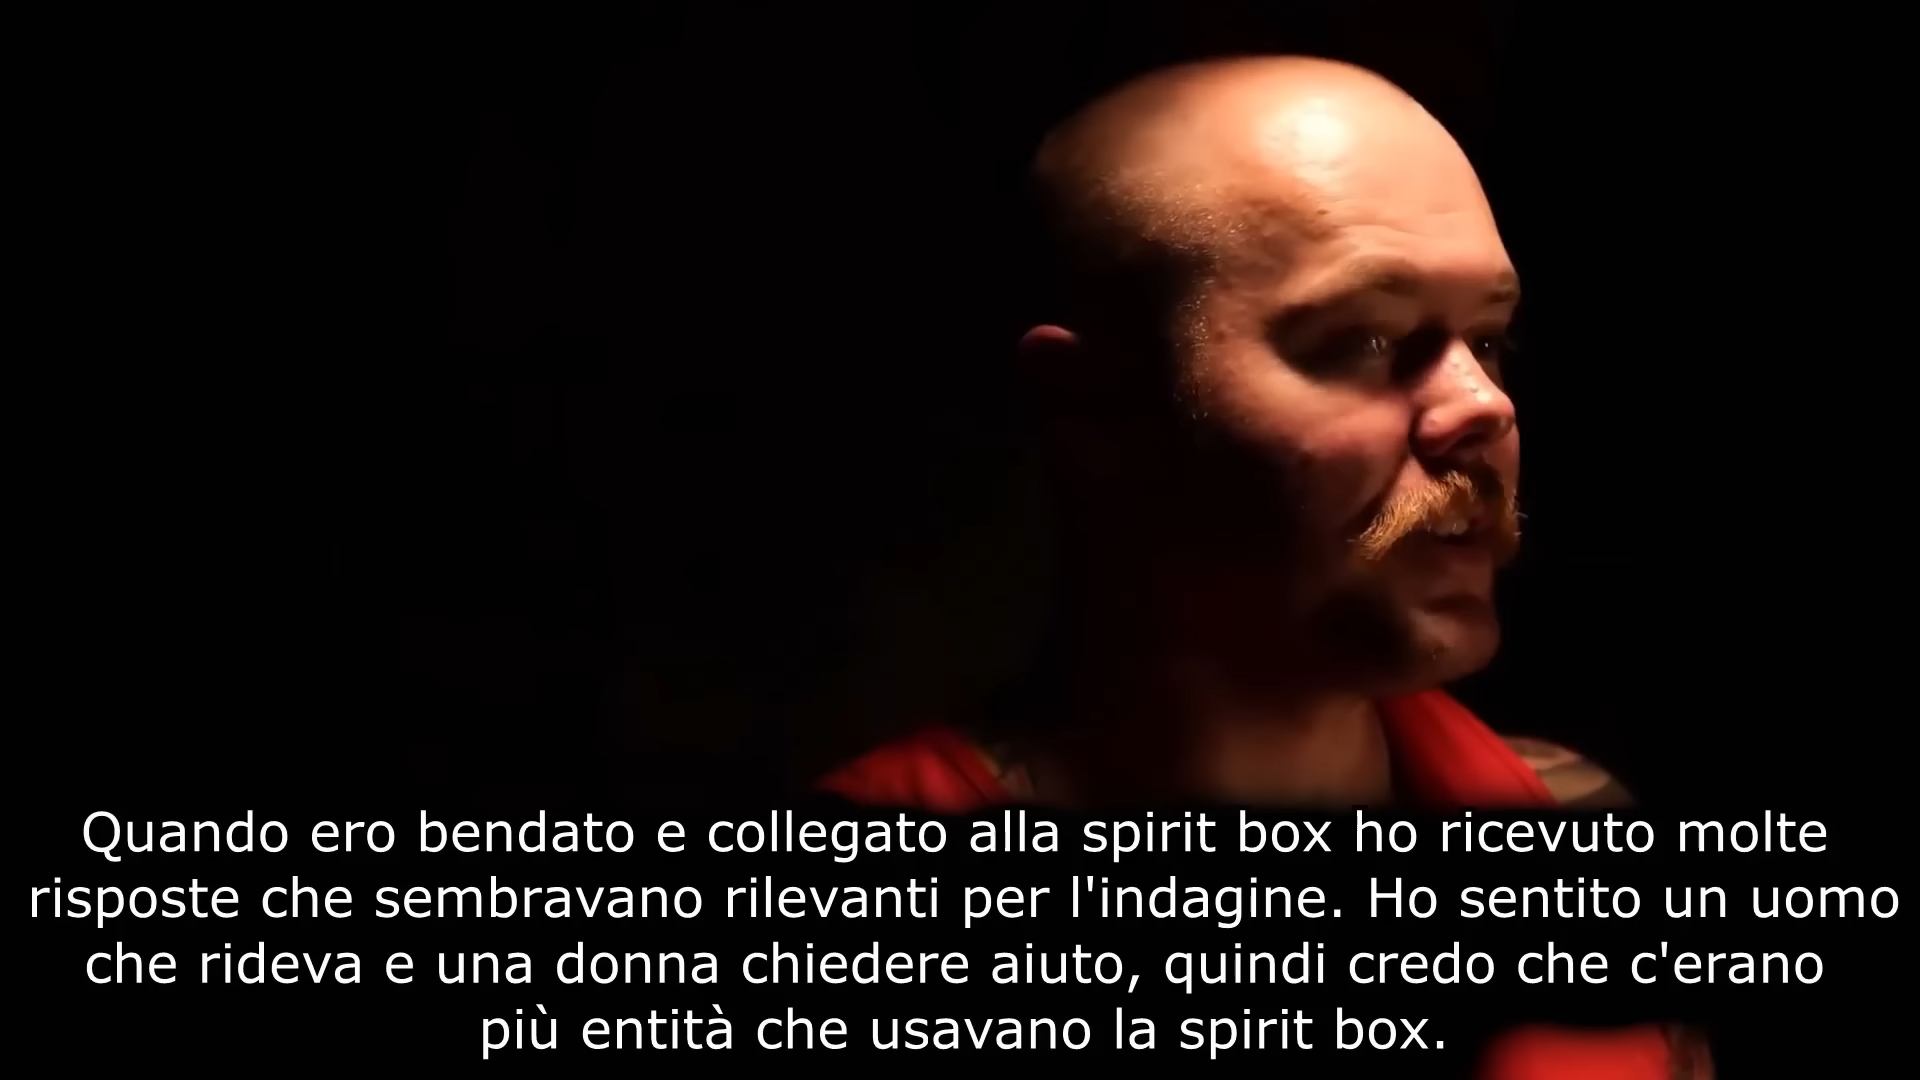 Quando ero bendato e collegato alla spirit box ho ricevuto molte
risposte che sembravano rilevanti per l'indagine. Ho sentito un uomo
che rideva e una donna chiedere aiuto, quindi credo che c'erano
più entità che usavano la spirit box.